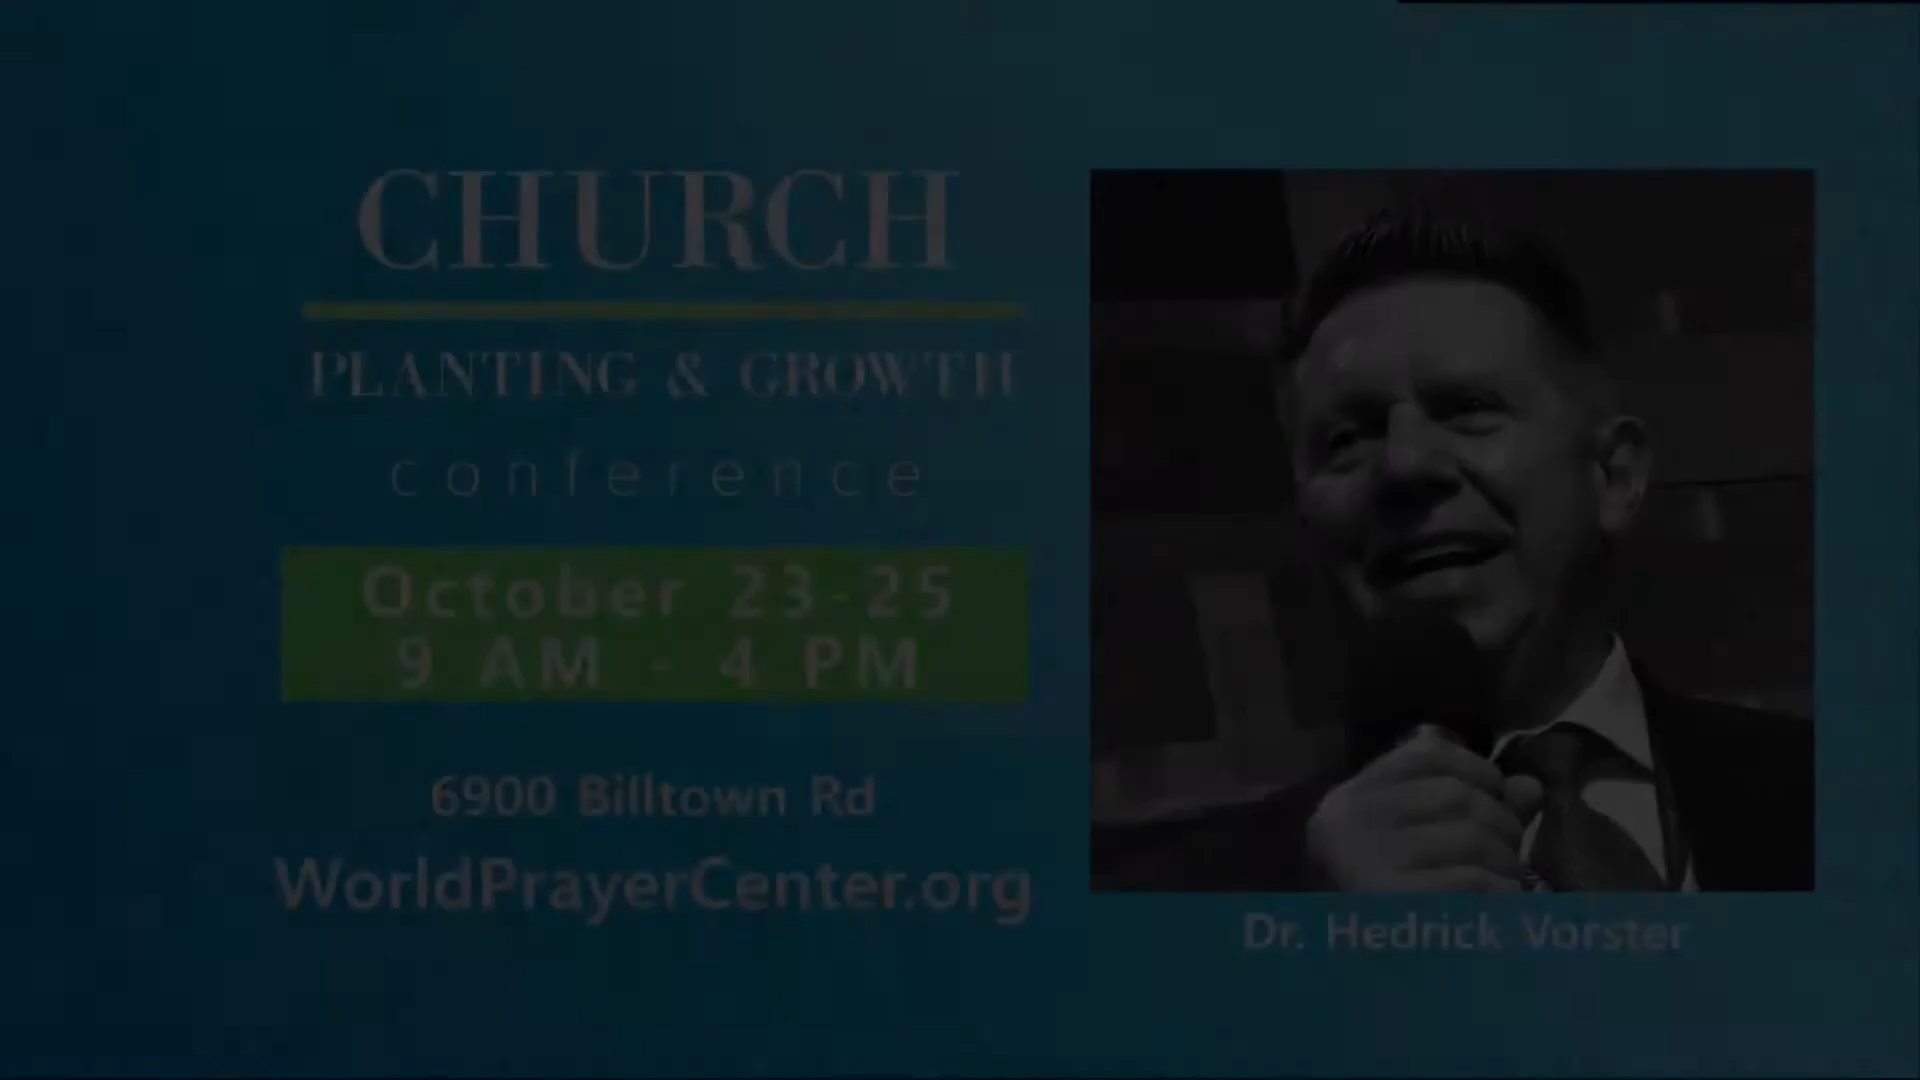 CHURCH
PLANTING & GROWTH
conference
October 23-25
9 AM - 4 PM
6900 Billtown Rd
WorldPrayerCenter.org
Dr. Hedrick Vorster